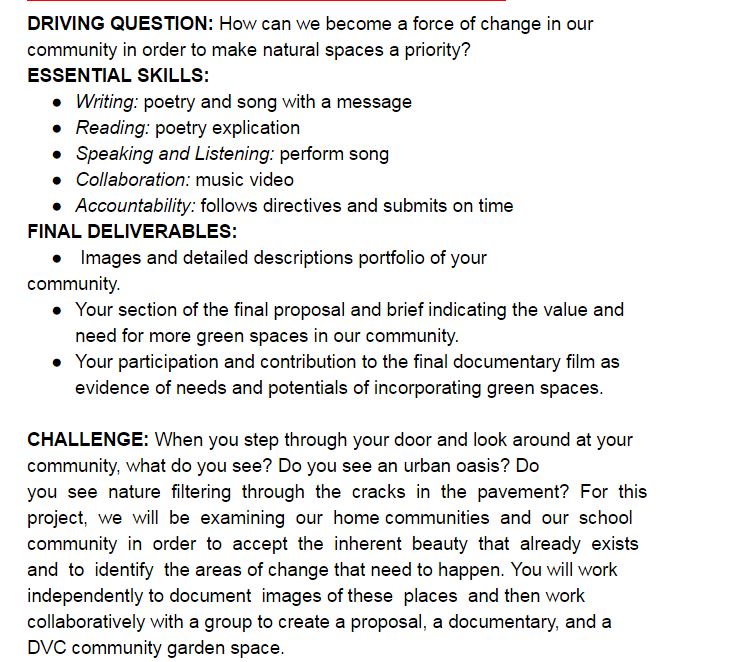 DRIVING QUESTION: How can we become a force of change in our
community in order to make natural spaces a priority?
ESSENTIAL SKILLS:
● Writing: poetry and song with a message
● Reading: poetry explication
● Speaking and Listening: perform song
● Collaboration: music video
● Accountability: follows directives and submits on time
FINAL DELIVERABLES:
● Images and detailed descriptions portfolio of your
community.
● Your section of the final proposal and brief indicating the value and
need for more green spaces in our community.
● Your participation and contribution to the final documentary film as
evidence of needs and potentials of incorporating green spaces.
CHALLENGE: When you step through your door and look around at your
community, what do you see? Do you see an urban oasis? Do
you see nature filtering through the cracks in the pavement? For this
project, we will be examining our home communities and our school
community in order to accept the inherent beauty that already exists
and to identify the areas of change that need to happen. You will work
independently to document images of these places and then work
collaboratively with a group to create a proposal, a documentary, and a
DVC community garden space.